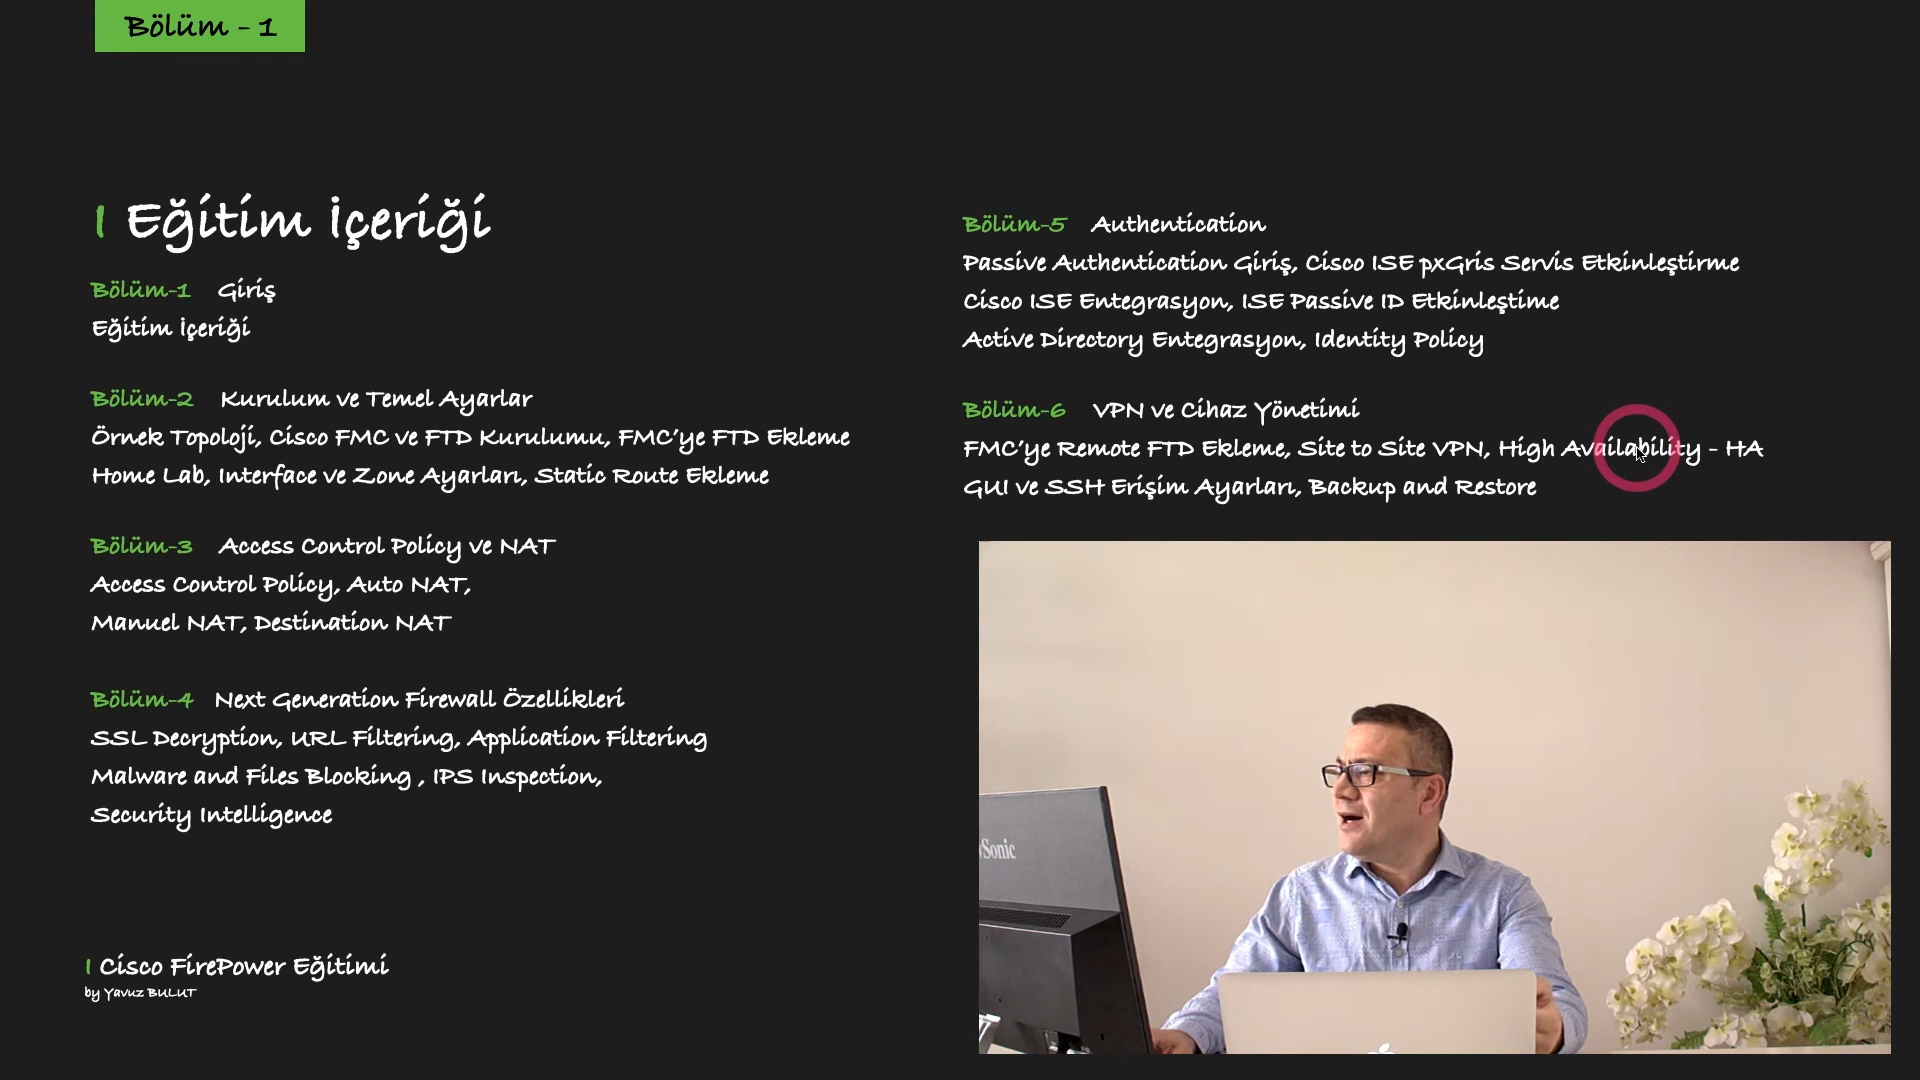 Bölüm - 1
| Eğitim İçeriği
Bölüm-1 Giriş
Eğitim İçeriği
Bölüm-2 Kurulum ve Temel Ayarlar
Örnek Topoloji, Cisco FMC ve FTD Kurulumu, FMC'ye FTD Ekleme
Home Lab, Interface ve Zone Ayarları, Static Route Ekleme
Bölüm-3 Access Control Policy ve NAT
Access Control Policy, Auto NAT,
Manuel NAT, Destination NAT
Bölüm-4 Next Generation Firewall Özellikleri
SSL Decryption, URL Filtering, Application Filtering
Malware and Files Blocking , IPS Inspection,
Security Intelligence
Bölüm-5 Authentication
Passive Authentication Giriş, Cisco ISE pxGris Servis Etkinleştirme
Cisco ISE Entegrasyon, ISE Passive ID Etkinleştime
Active Directory Entegrasyon, Identity Policy
Bölüm-6 VPN ve Cihaz Yönetimi
FMC'ye Remote FTD Ekleme, Site to Site VPN, High Availability - HA
GUI ve SSH Erişim Ayarları, Backup and Restore
| Cisco FirePower Eğitimi
by Yavuz BULUT